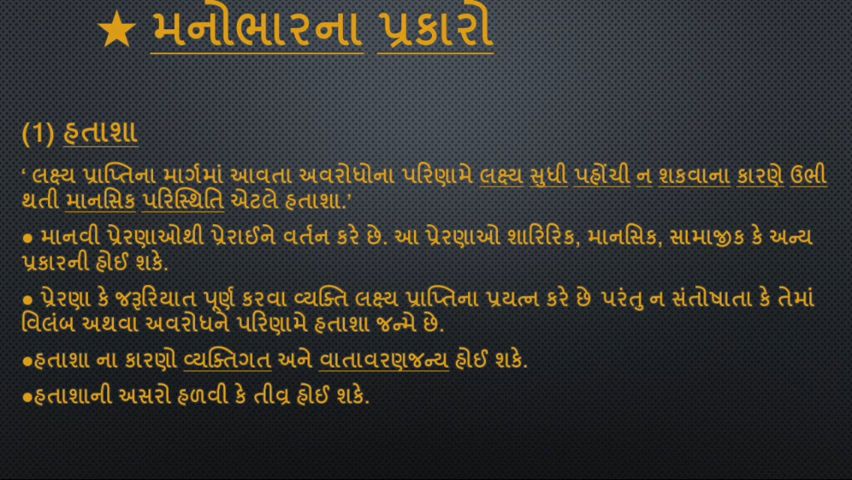 ★ મનોભારના પ્રકારો
(1) હતાશા
‘ લક્ષ્ય પ્રાપ્તિના માર્ગમાં આવતા અવરોધોના પરિણામે લક્ષ્ય સુધી પહોંચી ન શકવાના કારણે ઉભી
થતી માનસિક પરિસ્થિતિ એટલે હતાશા.’
● માનવી પ્રેરણાઓથી પ્રેરાઈને વર્તન કરે છે. આ પ્રેરણાઓ શારિરિક, માનસિક, સામાજીક કે અન્ય
પ્રકારની હોઈ શકે.
● પ્રેરણા કે જરૂરિયાત પૂર્ણ કરવા વ્યક્તિ લક્ષ્ય પ્રાપ્તિના પ્રયત્ન કરે છે પરંતુ ન સંતોષાતા કે તેમાં
વિલંબ અથવા અવરોધને પરિણામે હતાશા જન્મે છે.
●હતાશા ના કારણો વ્યક્તિગત અને વાતાવરણજન્ય હોઈ શકે.
●હતાશાની અસરો હળવી કે તીવ્ર હોઈ શકે.